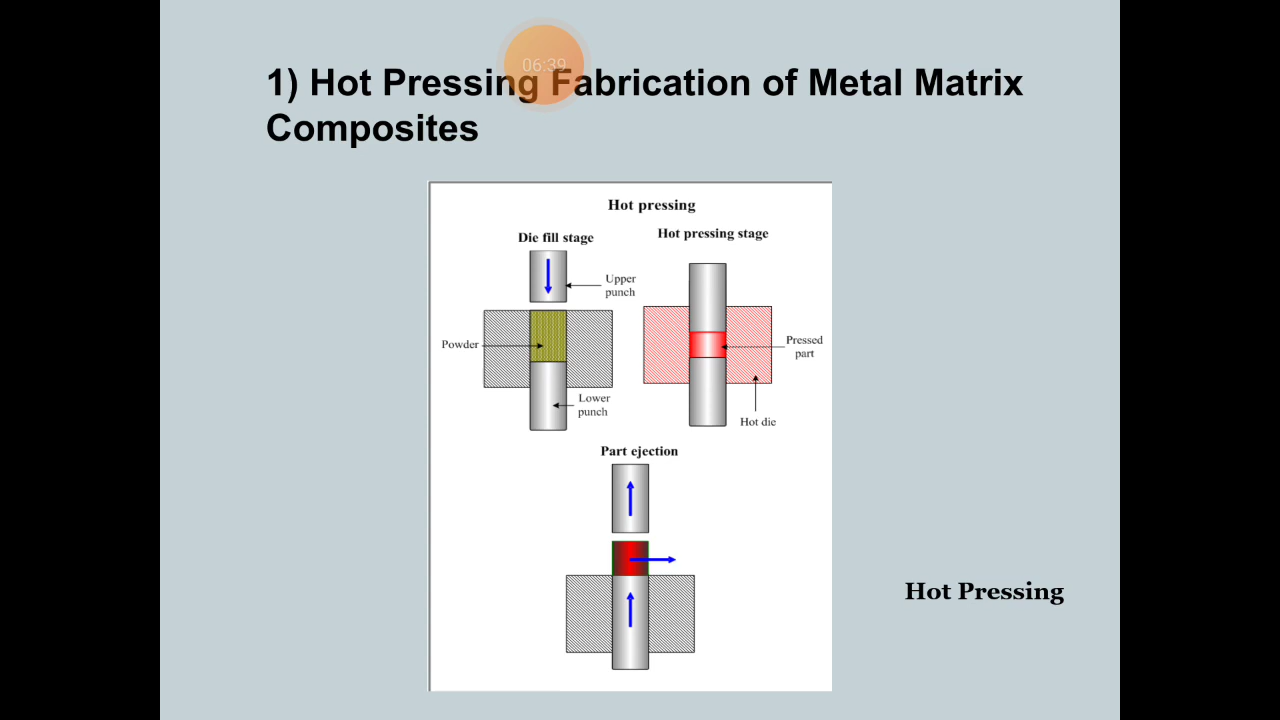 06:39
1) Hot Pressing Fabrication of Metal Matrix
Composites
Hot pressing
Die fill stage
Hot pressing stage
Upper
punch
Powder
Pressed
part
Lower
punch
Hot die
Part ejection
Hot Pressing